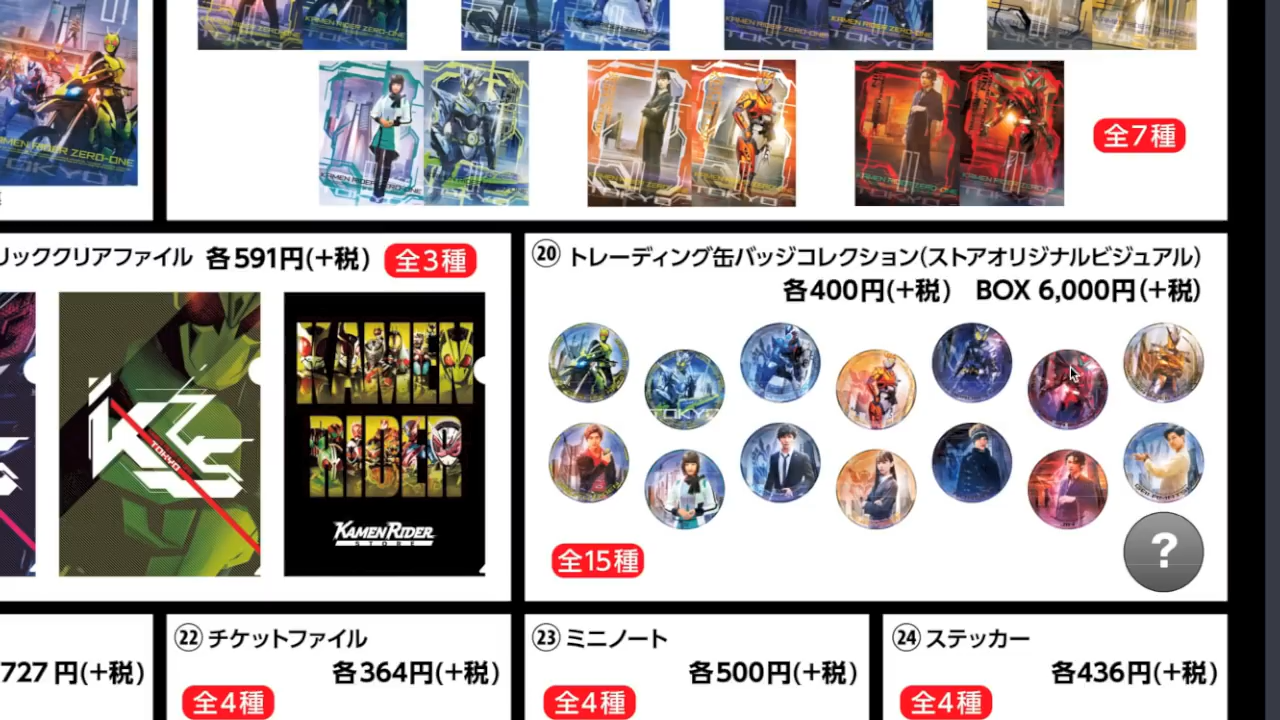 KAMEN RIDER ZERO-ONE
TOKYO
全7種
リッククリアファイル 各591円(+税) 全3種
TOKYO
KAMEN
RIDER
KAMEN RIDER
STORE
⑳ トレーディング缶バッジコレクション(ストアオリジナルビジュアル)
各400円(+税) BOX 6,000円(+税)
TOKYO
全15種
?
727円(+税)
㉒ チケットファイル
各364円(+税)
全4種
㉓ ミニノート
各500円(+税)
全4種
㉔ ステッカー
各436円(+税)
全4種